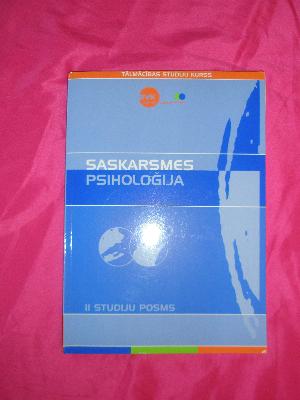 TĀLMĀCĪBAS STUDIJU KURSS
SASKARSMES
PSIHOLOĢIJA
II STUDIJU POSMS